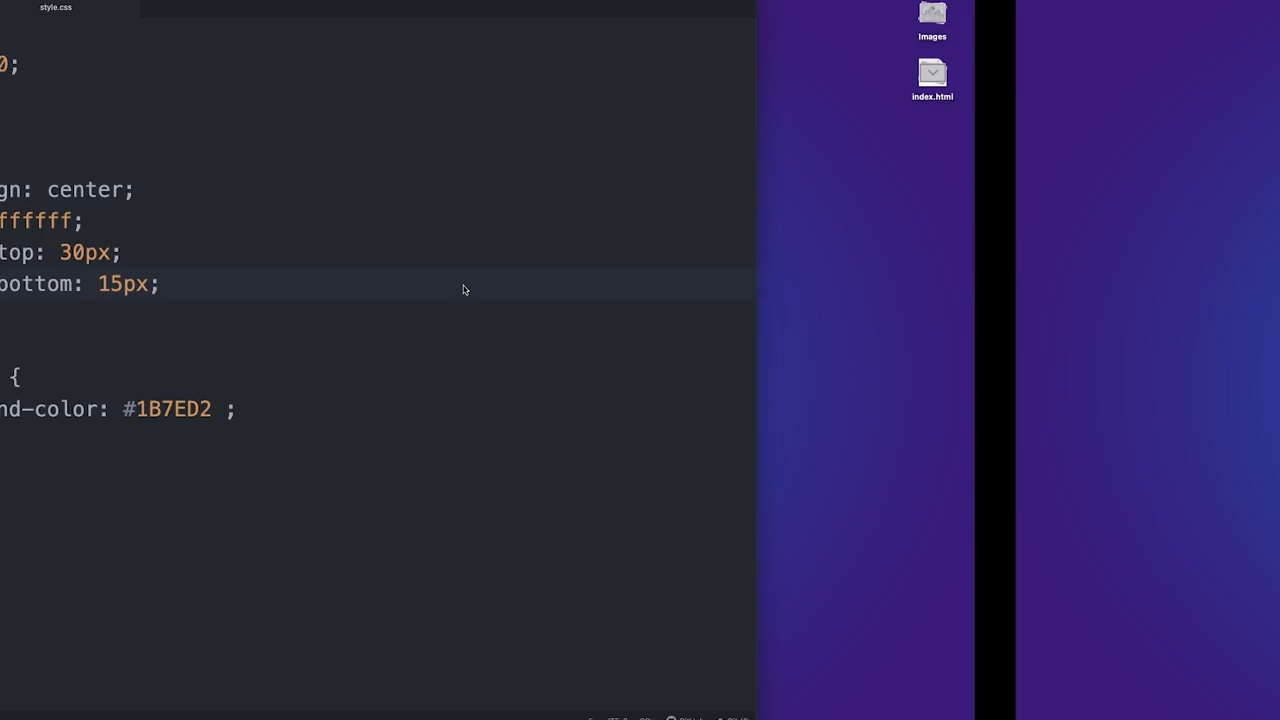 style.css
0;
gn: center;
ffffff;
top: 30px;
bottom: 15px;
{
nd-color: #1B7ED2 ;
Images
index.html